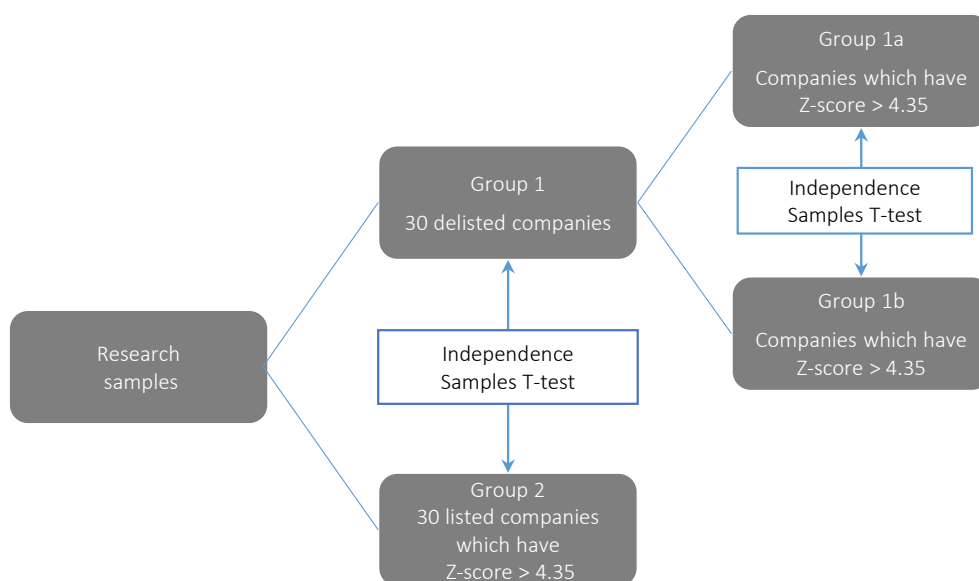 Research
samples
Group 1
30 delisted companies
Independence
Samples T-test
Group 2
30 listed companies
which have
Z-score > 4.35
Group 1a
Companies which have
Z-score > 4.35
Independence
Samples T-test
Group 1b
Companies which have
Z-score > 4.35